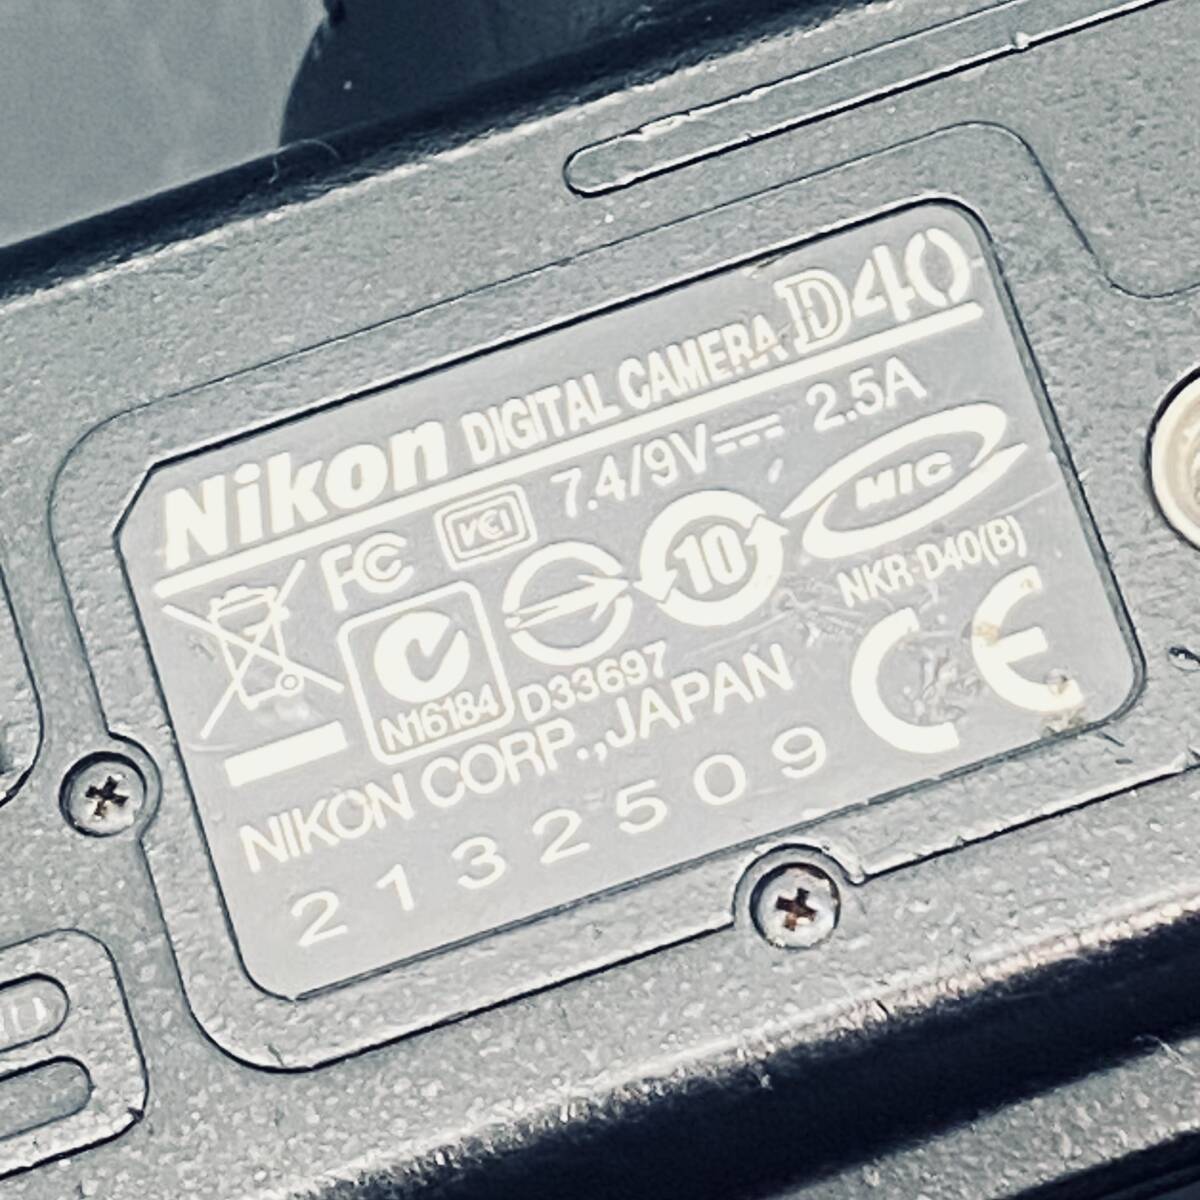 Nikon DIGITAL CAMERA D40
FC VCI 7.4/9V 2.5A
10 MIC
N16184 D33697 NKR-D40(B)
NIKON CORP.,JAPAN CE
2132509